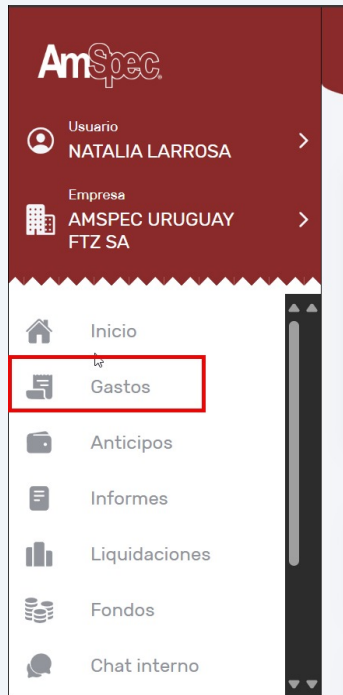 AmSpec
Usuario
NATALIA LARROSA
Empresa
AMSPEC URUGUAY
FTZ SA
Inicio
Gastos
Anticipos
Informes
Liquidaciones
Fondos
Chat interno